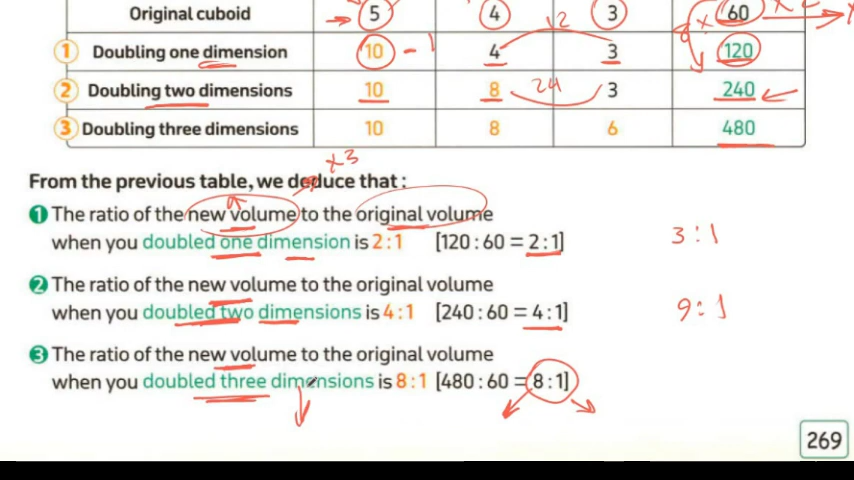 Original cuboid 5 4 3 60
12
1 Doubling one dimension 10 - 1 4 3 120
2 Doubling two dimensions 10 8 24 3 240
3 Doubling three dimensions 10 8 6 480
x3
From the previous table, we deduce that :
1 The ratio of the new volume to the original volume
when you doubled one dimension is 2 : 1 [120 : 60 = 2 : 1] 3 : 1
2 The ratio of the new volume to the original volume
when you doubled two dimensions is 4 : 1 [240 : 60 = 4 : 1] 9 : 1
3 The ratio of the new volume to the original volume
when you doubled three dimensions is 8 : 1 [480 : 60 = 8 : 1]
269